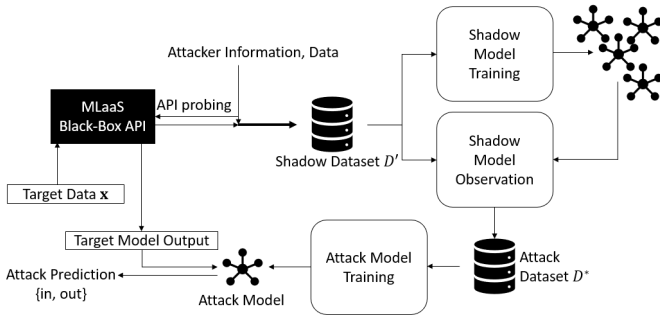 Attacker Information, Data
Shadow
Model
Training
MLaaS
Black-Box API
API probing
Shadow Dataset D′
Shadow
Model
Observation
Target Data x
Target Model Output
Attack Prediction
{in, out}
Attack Model
Attack Model
Training
Attack
Dataset D*